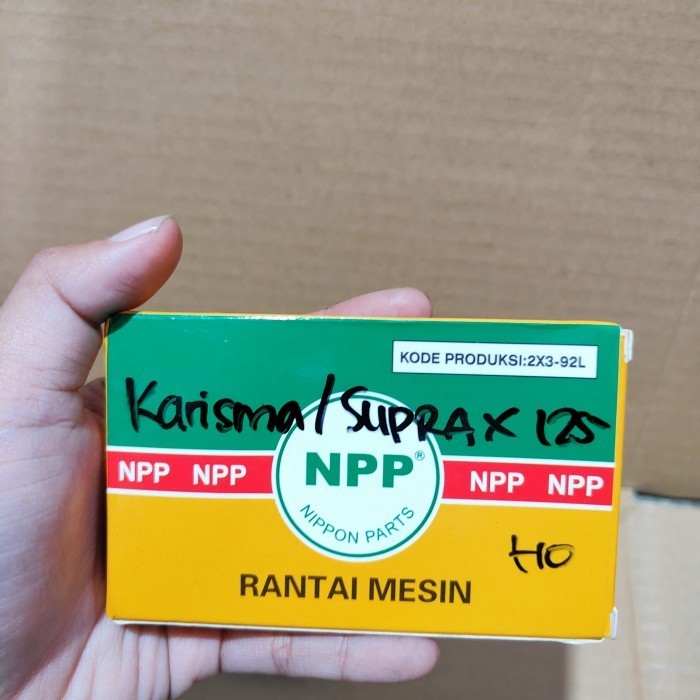 KODE PRODUKSI:2X3-92L
Karisma/SUPRA X 125
NPP NPP NPP® NPP NPP
NIPPON PARTS
HO
RANTAI MESIN